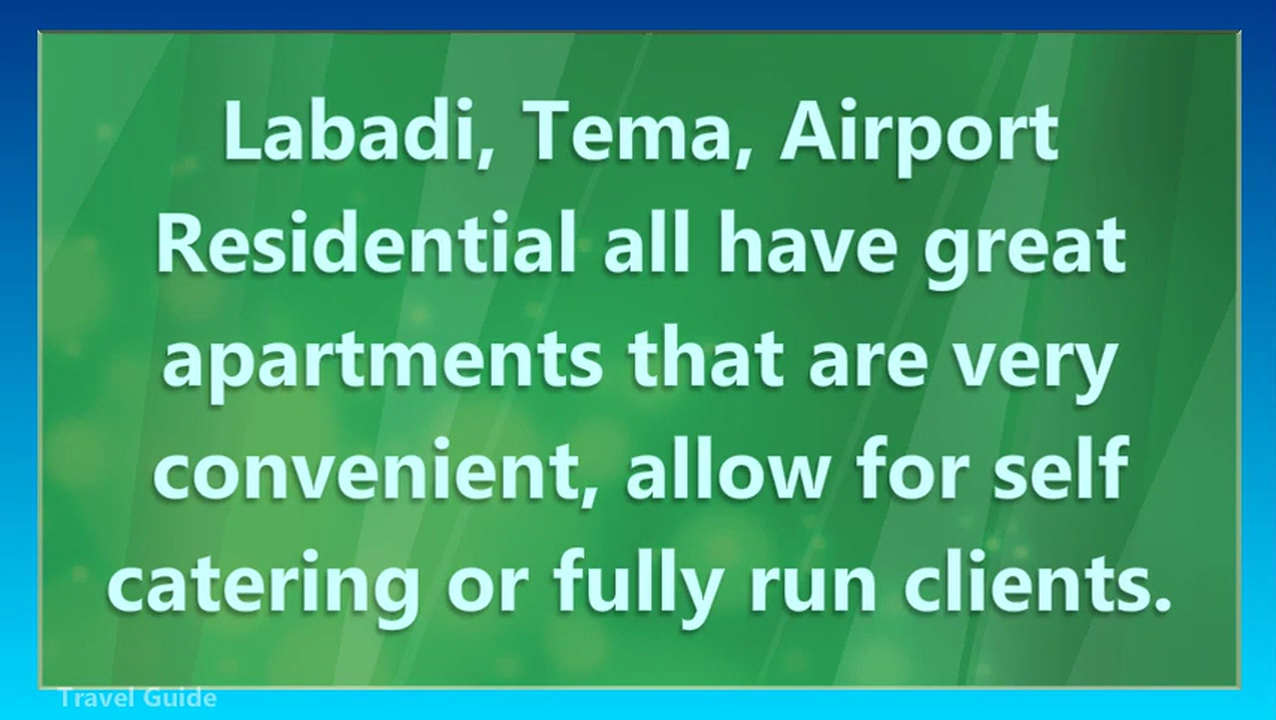 Labadi, Tema, Airport
Residential all have great
apartments that are very
convenient, allow for self
catering or fully run clients.
Travel Guide